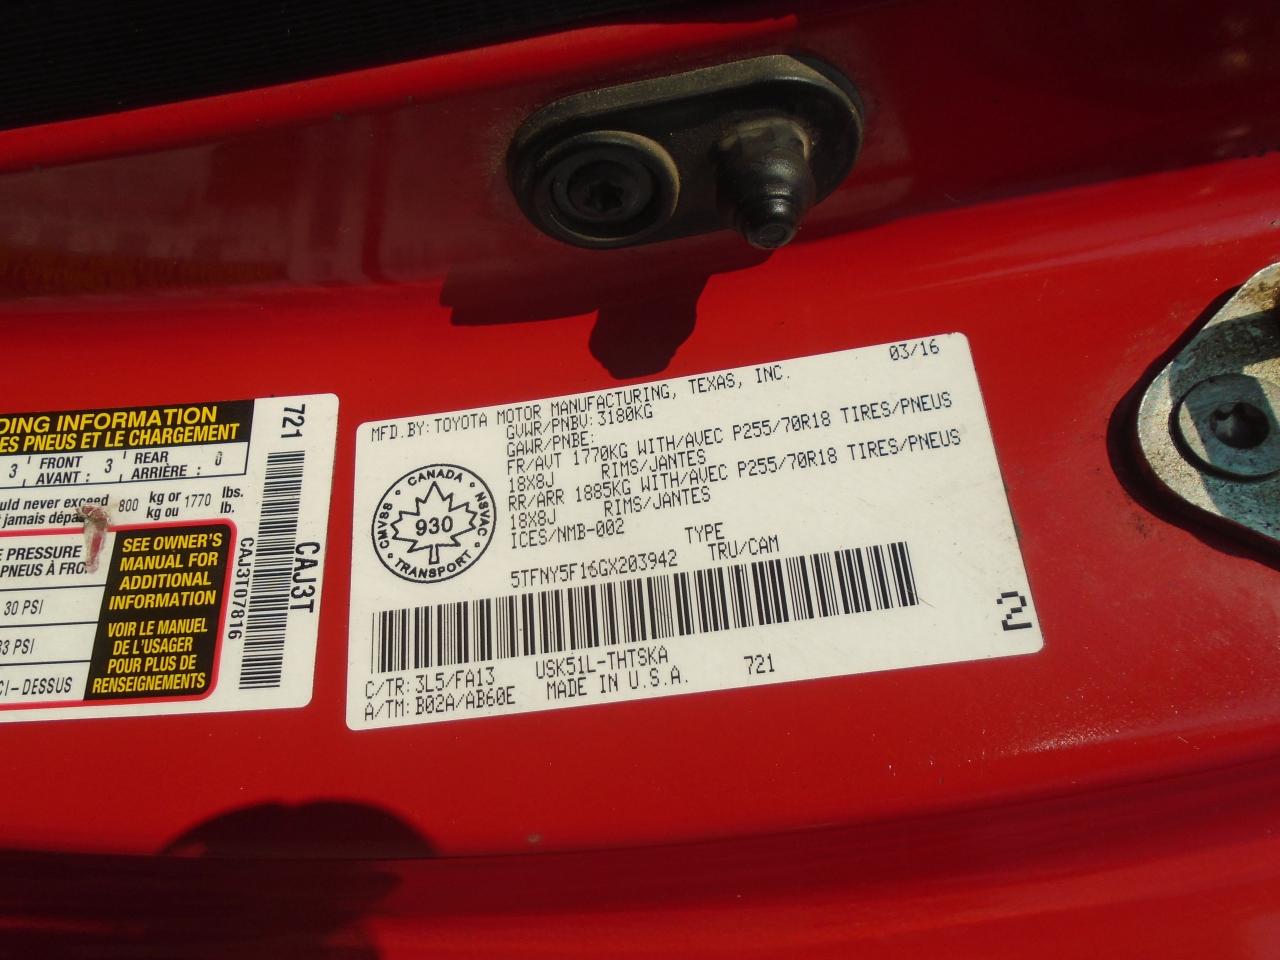 DING INFORMATION
ES PNEUS ET LE CHARGEMENT
3 | FRONT AVANT : 3 | REAR ARRIÈRE : 0
ould never exceed 800 kg or 1770 lbs.
jamais dépa kg ou lb.
E PRESSURE
PNEUS À FRO
30 PSI
33 PSI
CI-DESSUS
SEE OWNER'S
MANUAL FOR
ADDITIONAL
INFORMATION
VOIR LE MANUEL
DE L'USAGER
POUR PLUS DE
RENSEIGNEMENTS
721
CAJ3T
CAJ3T07816
03/16
MFD.BY: TOYOTA MOTOR MANUFACTURING, TEXAS, INC.
GVWR/PNBV: 3180KG
GAWR/PNBE:
FR/AVT 1770KG WITH/AVEC P255/70R18 TIRES/PNEUS
18X8J RIMS/JANTES
RR/ARR 1885KG WITH/AVEC P255/70R18 TIRES/PNEUS
18X8J RIMS/JANTES
ICES/NMB-002
CANADA
CMVSS
930
NSVAC
TRANSPORT
TYPE
5TFNY5F16GX203942 TRU/CAM
C/TR: 3L5/FA13 USK51L-THTSKA 721
A/TM: B02A/AB60E MADE IN U.S.A.